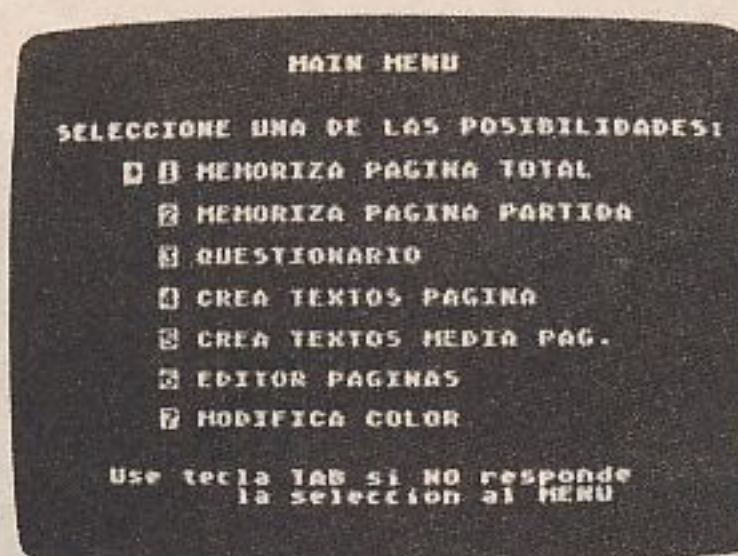 MAIN MENU
SELECCIONE UNA DE LAS POSIBILIDADES:
1 MEMORIZA PAGINA TOTAL
2 MEMORIZA PAGINA PARTIDA
3 QUESTIONARIO
4 CREA TEXTOS PAGINA
5 CREA TEXTOS MEDIA PAG.
6 EDITOR PAGINAS
7 MODIFICA COLOR
Use tecla TAB si NO responde
la seleccion al MENU